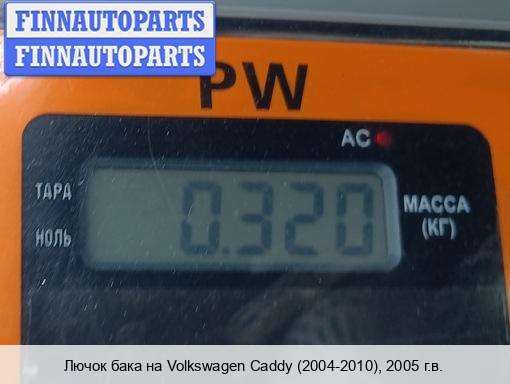 FINNAUTOPARTS
FINNAUTOPARTS
PW
AC
ТАРА
НОЛЬ
0.320
МАССА
(КГ)
Лючок бака на Volkswagen Caddy (2004-2010), 2005 г.в.